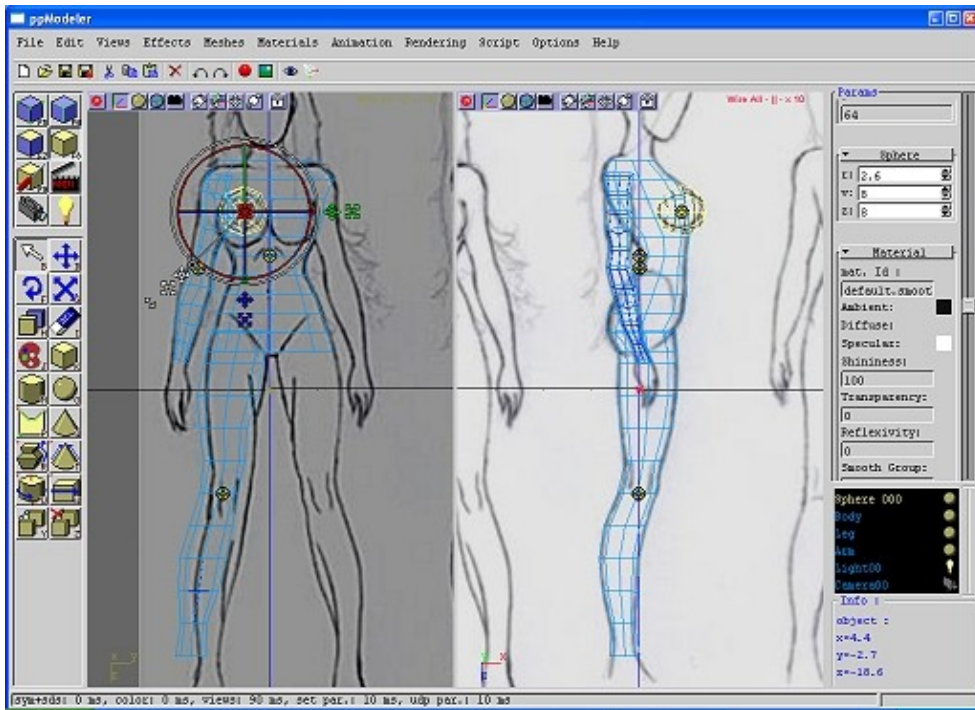 ppModeler
File Edit Views Effects Meshes Materials Animation Rendering Script Options Help
Wire All - || - x 10
Params
64
Sphere
r: 2.6
v: 8
z: 8
Material
mat. Id :
default.smoot
Ambient:
Diffuse:
Specular:
Shininess:
100
Transparency:
0
Reflexivity:
0
Smooth Group:
Sphere 000
Body
Leg
Arm
Light00
Camera00
Info :
object :
x=4.4
y=-2.7
z=-18.6
sym+sds: 0 ms, color: 0 ms, views: 90 ms, set par.: 10 ms, udp par.: 10 ms